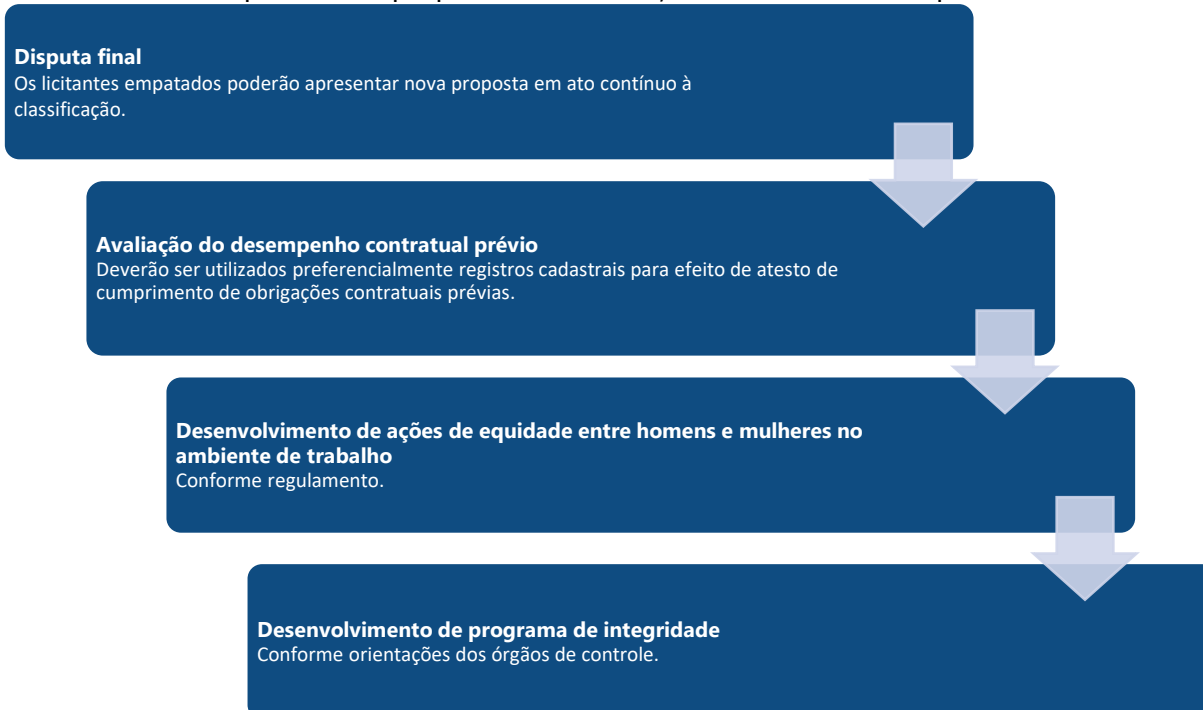 Disputa final
Os licitantes empatados poderão apresentar nova proposta em ato contínuo à
classificação.
Avaliação do desempenho contratual prévio
Deverão ser utilizados preferencialmente registros cadastrais para efeito de atesto de
cumprimento de obrigações contratuais prévias.
Desenvolvimento de ações de equidade entre homens e mulheres no
ambiente de trabalho
Conforme regulamento.
Desenvolvimento de programa de integridade
Conforme orientações dos órgãos de controle.